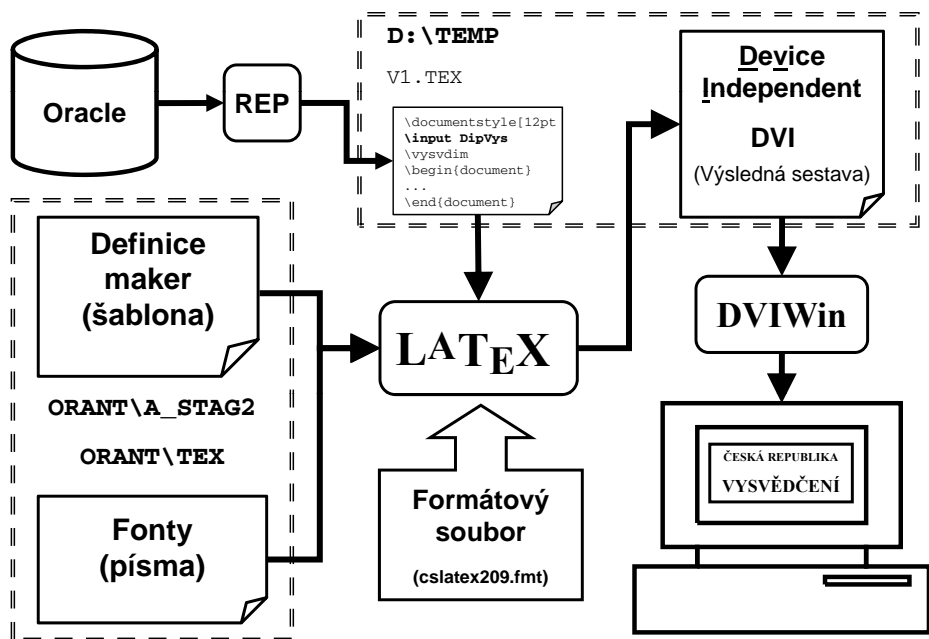 Oracle
REP
D:\TEMP
V1.TEX
\documentstyle[12pt
\input DipVys
\vysvdim
\begin{document}
...
\end{document}
Device
Independent
DVI
(Výsledná sestava)
Definice
maker
(šablona)
ORANT\A_STAG2
ORANT\TEX
Fonty
(písma)
LATEX
Formátový
soubor
(cslatex209.fmt)
DVIWin
ČESKÁ REPUBLIKA
VYSVĚDČENÍ